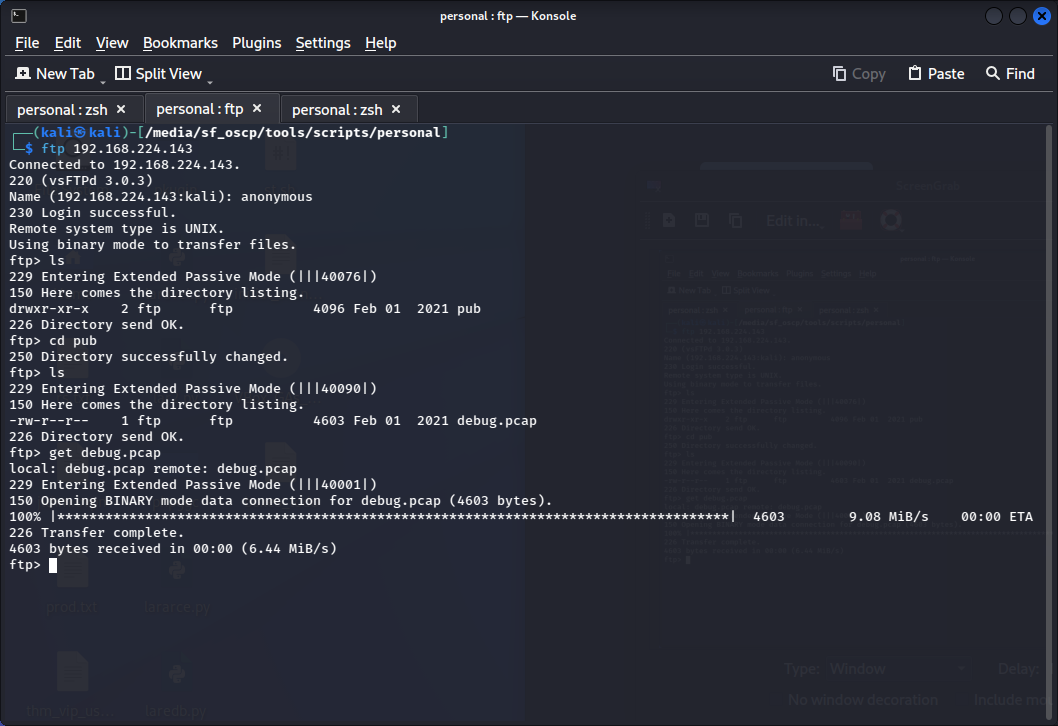 personal : ftp — Konsole
File Edit View Bookmarks Plugins Settings Help
New Tab Split View Copy Paste Find
personal : zsh personal : ftp personal : zsh
┌──(kali㉿kali)-[/media/sf_oscp/tools/scripts/personal]
└─$ ftp 192.168.224.143
Connected to 192.168.224.143.
220 (vsFTPd 3.0.3)
Name (192.168.224.143:kali): anonymous
230 Login successful.
Remote system type is UNIX.
Using binary mode to transfer files.
ftp> ls
229 Entering Extended Passive Mode (|||40076|)
150 Here comes the directory listing.
drwxr-xr-x    2 ftp      ftp          4096 Feb 01  2021 pub
226 Directory send OK.
ftp> cd pub
250 Directory successfully changed.
ftp> ls
229 Entering Extended Passive Mode (|||40090|)
150 Here comes the directory listing.
-rw-r--r--    1 ftp      ftp          4603 Feb 01  2021 debug.pcap
226 Directory send OK.
ftp> get debug.pcap
local: debug.pcap remote: debug.pcap
229 Entering Extended Passive Mode (|||40001|)
150 Opening BINARY mode data connection for debug.pcap (4603 bytes).
100% |************************************************************************************| 4603 9.08 MiB/s 00:00 ETA
226 Transfer complete.
4603 bytes received in 00:00 (6.44 MiB/s)
ftp>
Edit in...
prod.txt
Type: Window Delay:
No window decoration